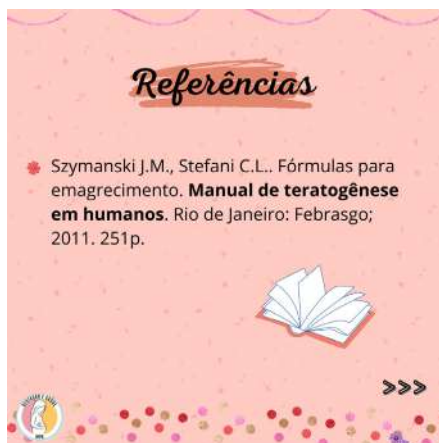 Referências
Szymanski J.M., Stefani C.L.. Fórmulas para
emagrecimento. Manual de teratogênese
em humanos. Rio de Janeiro: Febrasgo;
2011. 251p.
>>>